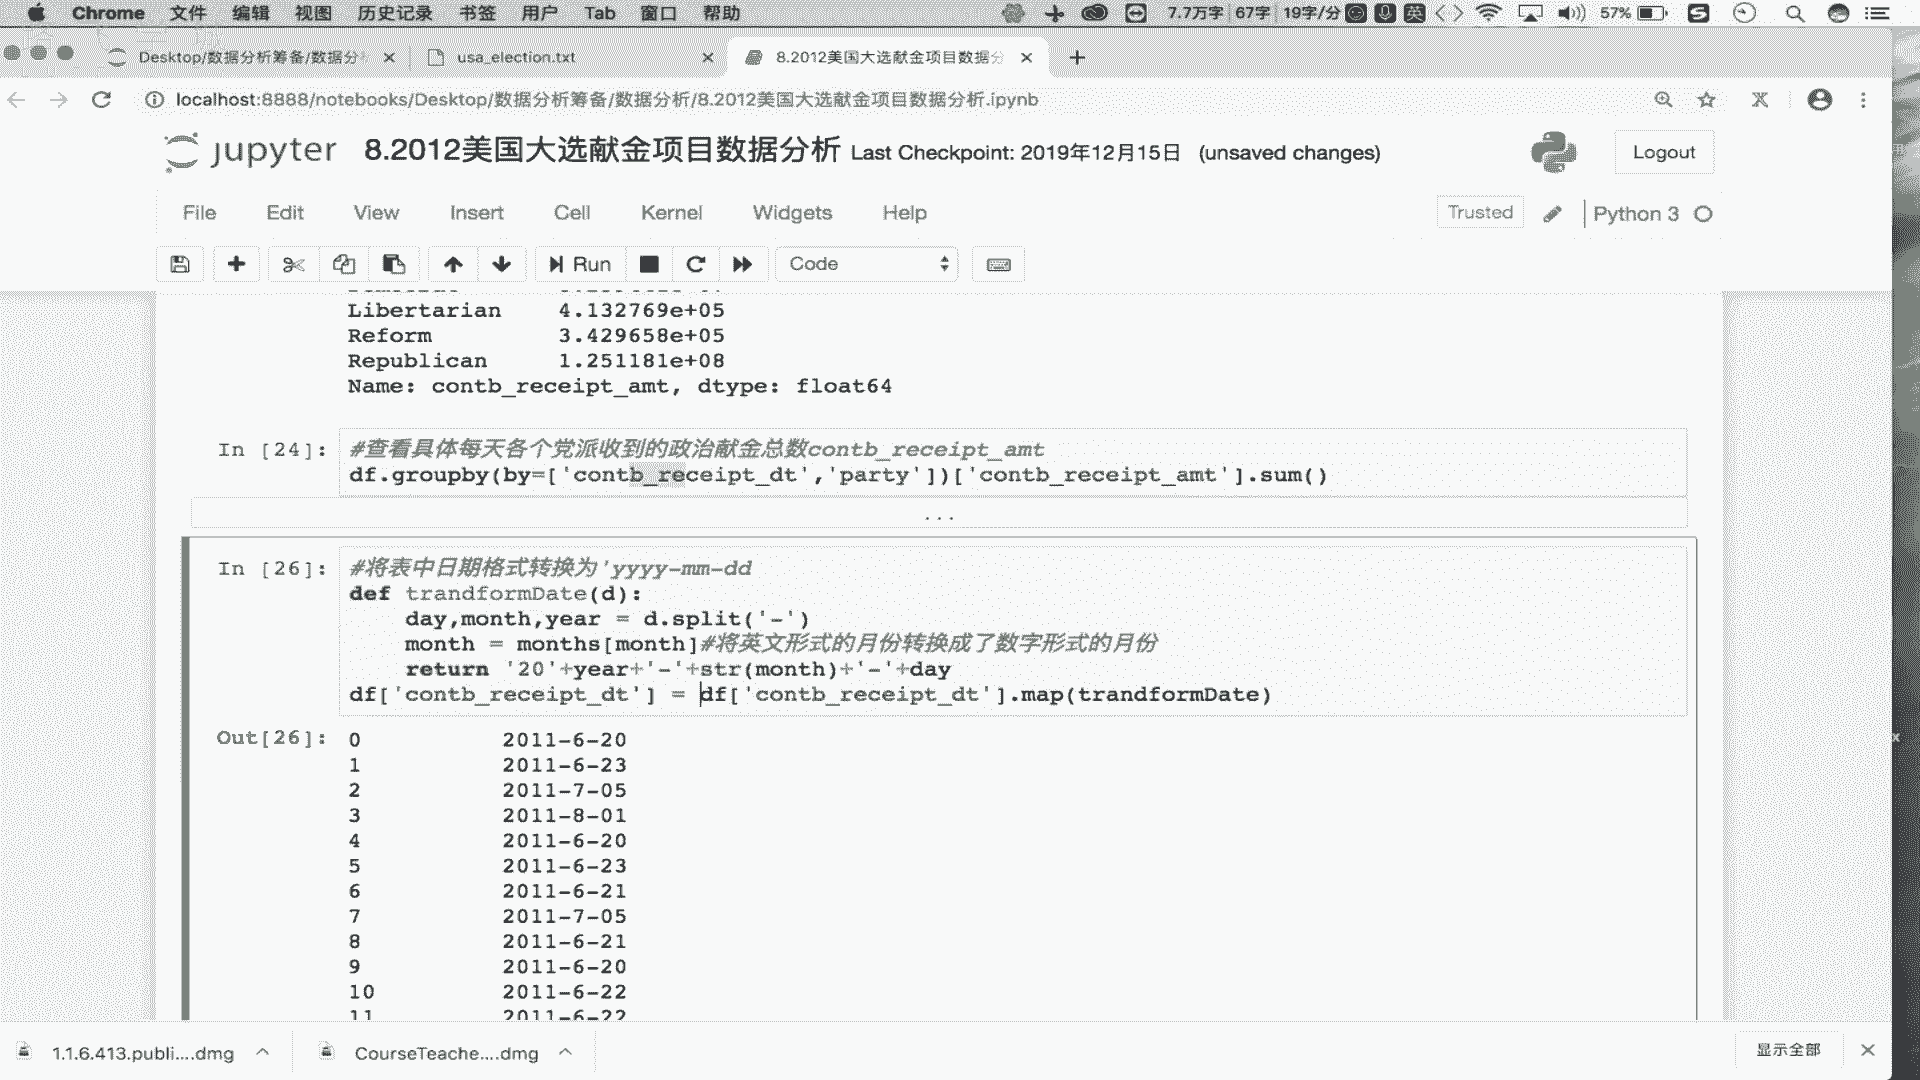 Chrome 文件 编辑 视图 历史记录 书签 用户 Tab 窗口 帮助 7.7万字 67字 19字/分 英 57%
Desktop/数据分析筹备/数据分 usa_election.txt 8.2012美国大选献金项目数据分
localhost:8888/notebooks/Desktop/数据分析筹备/数据分析/8.2012美国大选献金项目数据分析.ipynb
jupyter 8.2012美国大选献金项目数据分析 Last Checkpoint: 2019年12月15日 (unsaved changes) Logout
File Edit View Insert Cell Kernel Widgets Help Trusted Python 3
Run Code
Libertarian 4.132769e+05
Reform 3.429658e+05
Republican 1.251181e+08
Name: contb_receipt_amt, dtype: float64
In [24]: #查看具体每天各个党派收到的政治献金总数contb_receipt_amt
df.groupby(by=['contb_receipt_dt','party'])['contb_receipt_amt'].sum()
...
In [26]: #将表中日期格式转换为'yyyy-mm-dd
def trandformDate(d):
day,month,year = d.split('-')
month = months[month]#将英文形式的月份转换成了数字形式的月份
return '20'+year+'-'+str(month)+'-'+day
df['contb_receipt_dt'] = df['contb_receipt_dt'].map(trandformDate)
Out[26]: 0 2011-6-20
1 2011-6-23
2 2011-7-05
3 2011-8-01
4 2011-6-20
5 2011-6-23
6 2011-6-21
7 2011-7-05
8 2011-6-21
9 2011-6-20
10 2011-6-22
11 2011-6-22
1.1.6.413.publi....dmg CourseTeache....dmg 显示全部